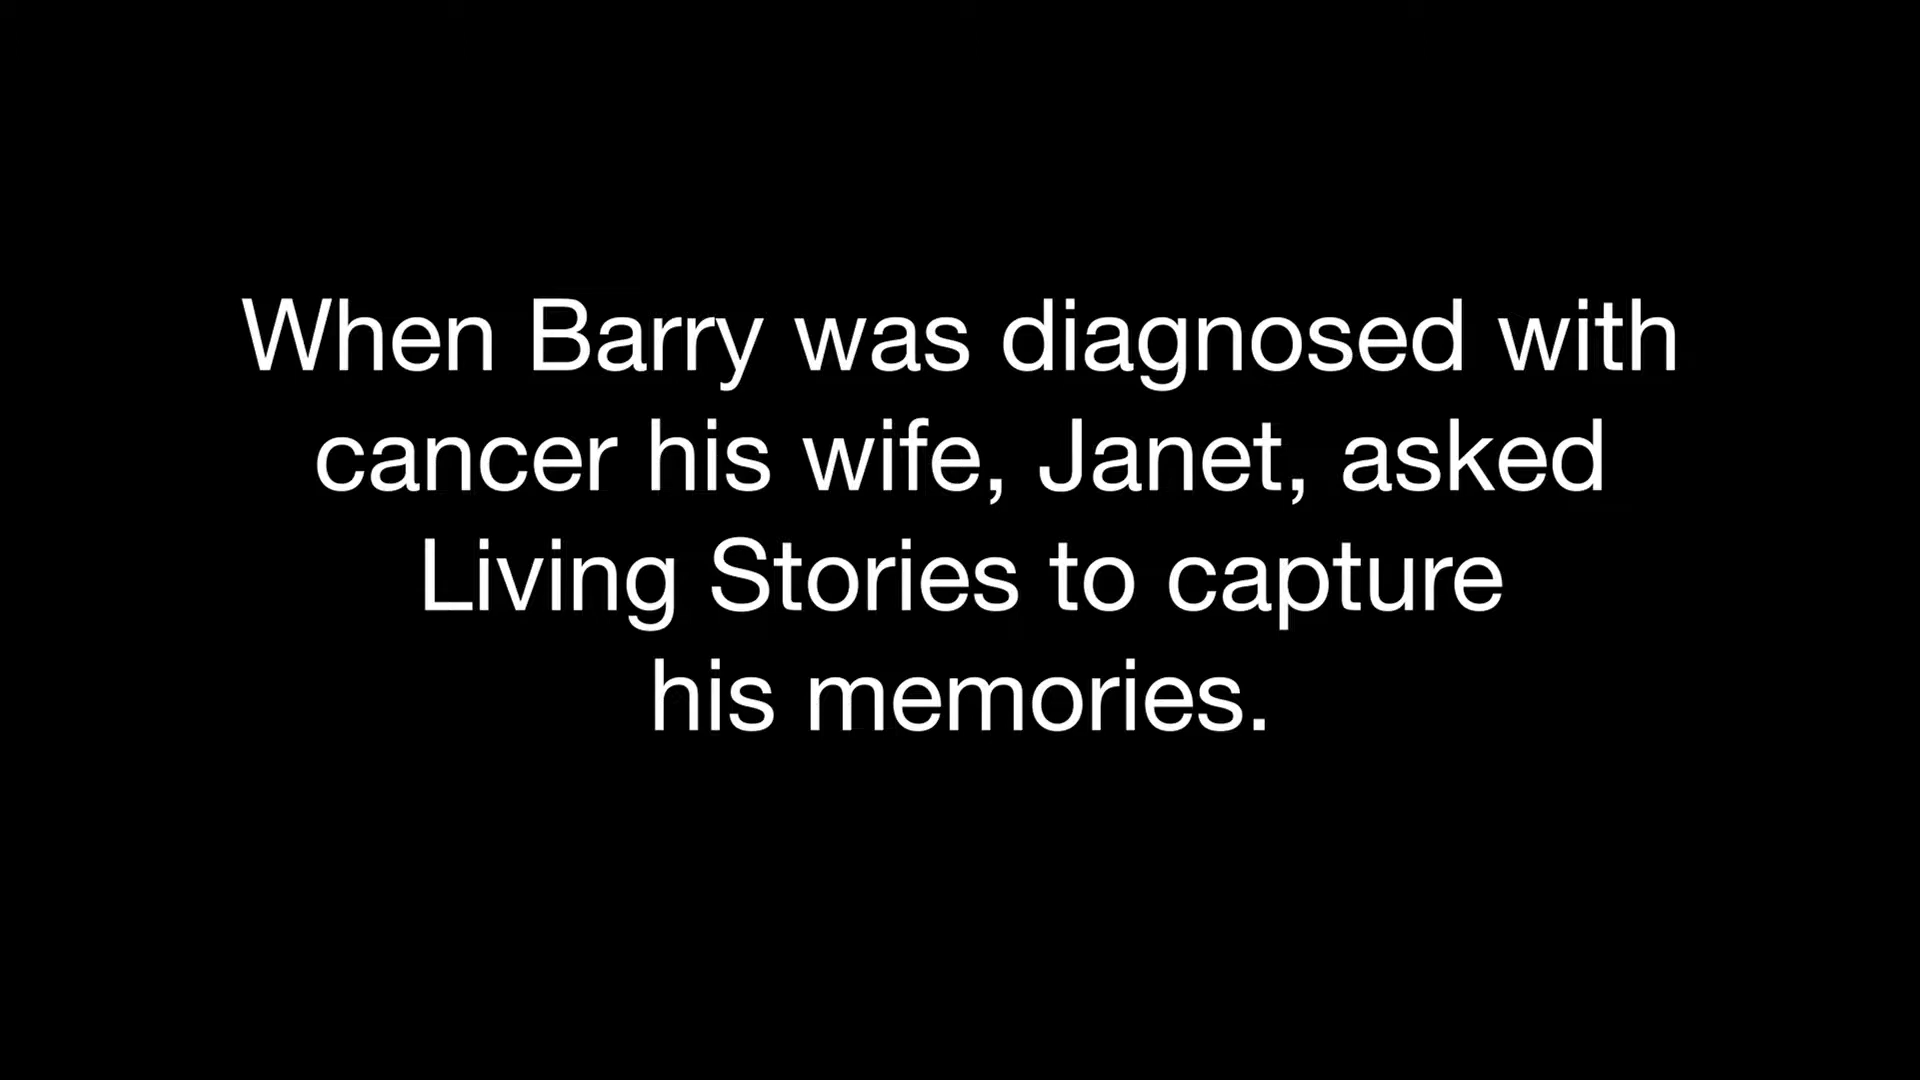 When Barry was diagnosed with
cancer his wife, Janet, asked
Living Stories to capture
his memories.